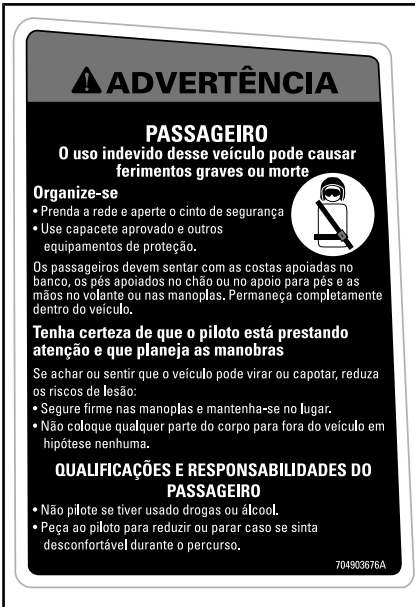 ADVERTÊNCIA
PASSAGEIRO
O uso indevido desse veículo pode causar
ferimentos graves ou morte
Organize-se
• Prenda a rede e aperte o cinto de segurança
• Use capacete aprovado e outros
equipamentos de proteção.
Os passageiros devem sentar com as costas apoiadas no
banco, os pés apoiados no chão ou no apoio para pés e as
mãos no volante ou nas manoplas. Permaneça completamente
dentro do veículo.
Tenha certeza de que o piloto está prestando
atenção e que planeja as manobras
Se achar ou sentir que o veículo pode virar ou capotar, reduza
os riscos de lesão:
• Segure firme nas manoplas e mantenha-se no lugar.
• Não coloque qualquer parte do corpo para fora do veículo em
hipótese nenhuma.
QUALIFICAÇÕES E RESPONSABILIDADES DO
PASSAGEIRO
• Não pilote se tiver usado drogas ou álcool.
• Peça ao piloto para reduzir ou parar caso se sinta
desconfortável durante o percurso.
704903676A